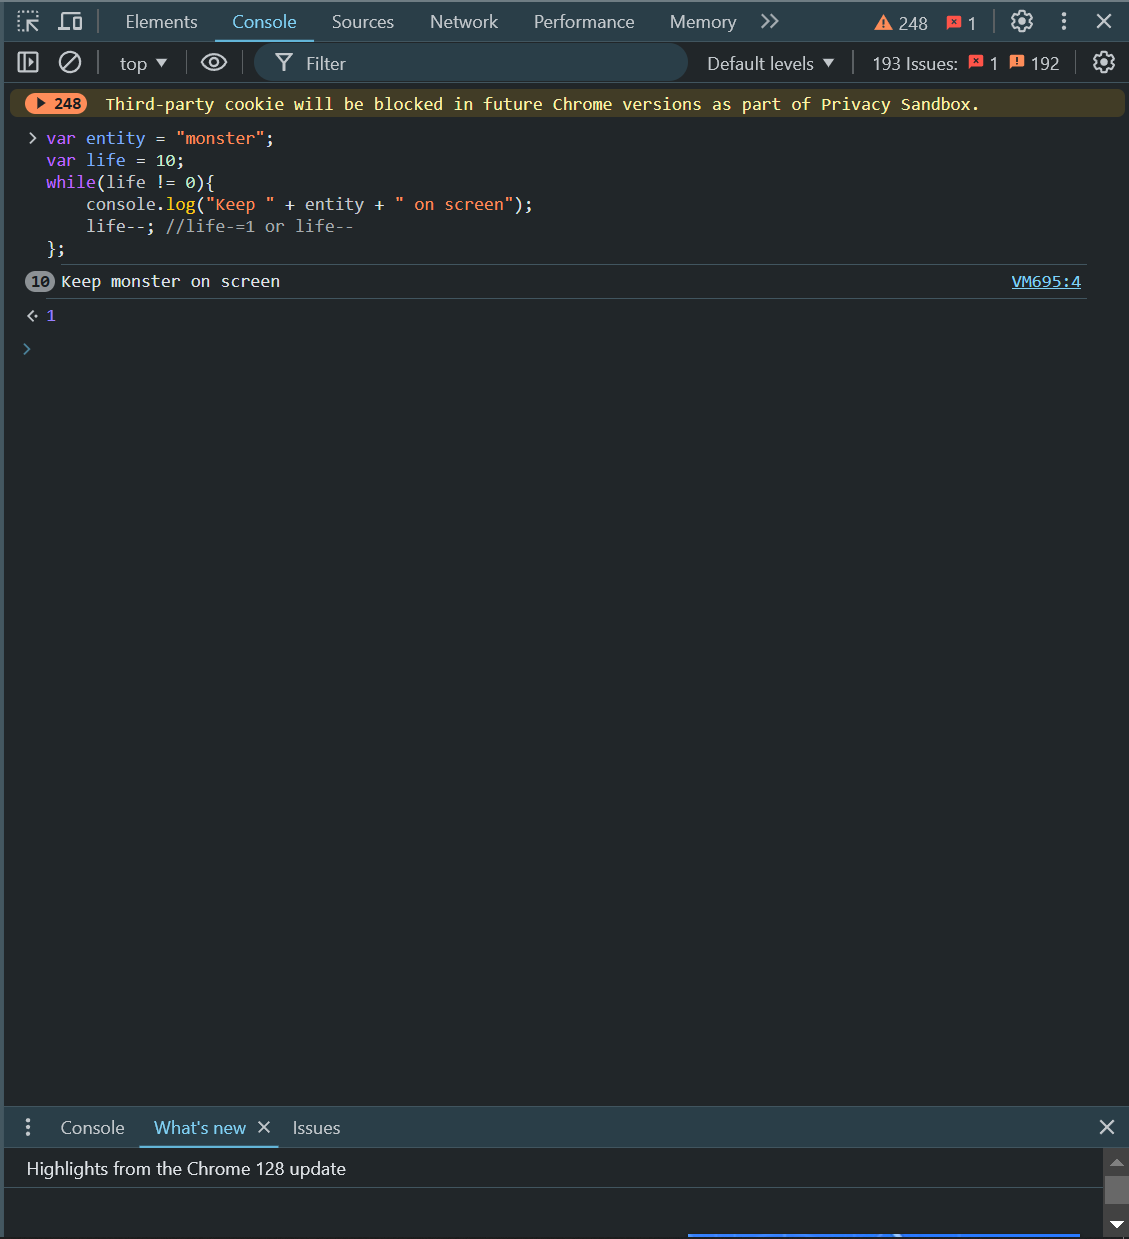 Elements Console Sources Network Performance Memory 248 1
top Filter Default levels 193 Issues: 1 192
248 Third-party cookie will be blocked in future Chrome versions as part of Privacy Sandbox.
var entity = "monster";
var life = 10;
while(life != 0){
    console.log("Keep " + entity + " on screen");
    life--; //life-=1 or life--
};
10 Keep monster on screen VM695:4
1
Console What's new Issues
Highlights from the Chrome 128 update